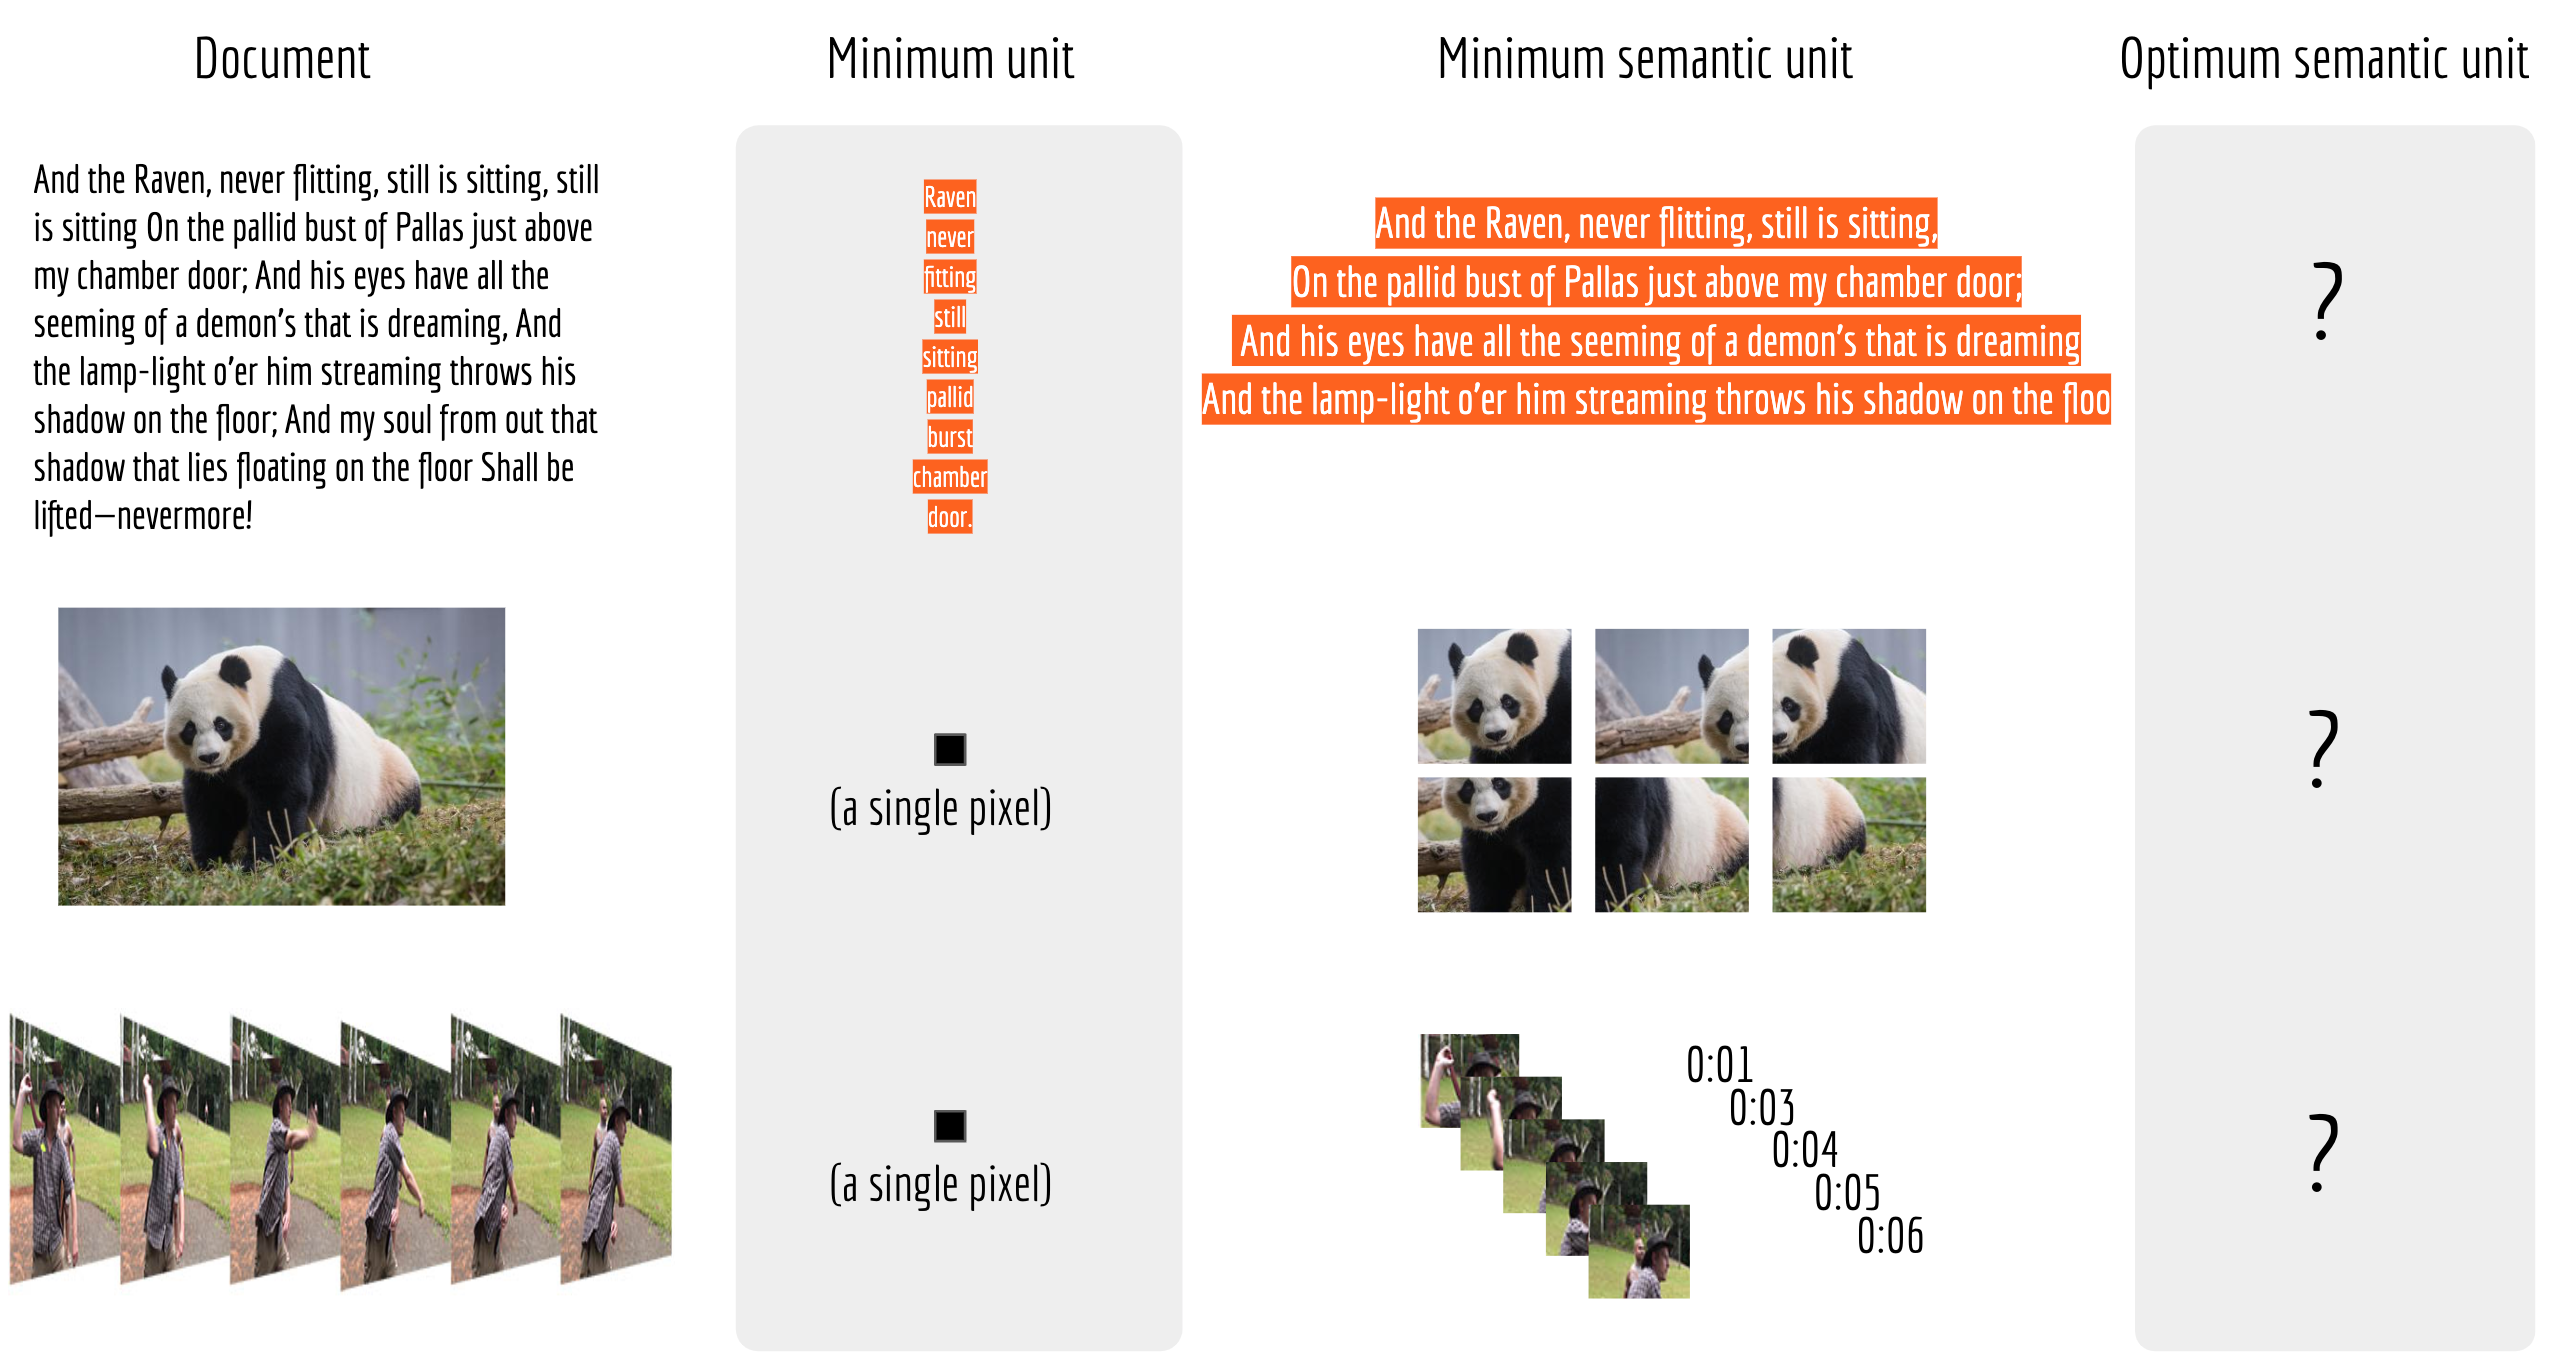 Document
Minimum unit
Minimum semantic unit
Optimum semantic unit
And the Raven, never flitting, still is sitting, still
is sitting On the pallid bust of Pallas just above
my chamber door; And his eyes have all the
seeming of a demon's that is dreaming, And
the lamp-light o'er him streaming throws his
shadow on the floor; And my soul from out that
shadow that lies floating on the floor Shall be
lifted—nevermore!
Raven
never
fitting
still
sitting
pallid
burst
chamber
door.
And the Raven, never flitting, still is sitting,
On the pallid bust of Pallas just above my chamber door;
And his eyes have all the seeming of a demon's that is dreaming
And the lamp-light o'er him streaming throws his shadow on the floo
?
(a single pixel)
?
(a single pixel)
0:01
0:03
0:04
0:05
0:06
?